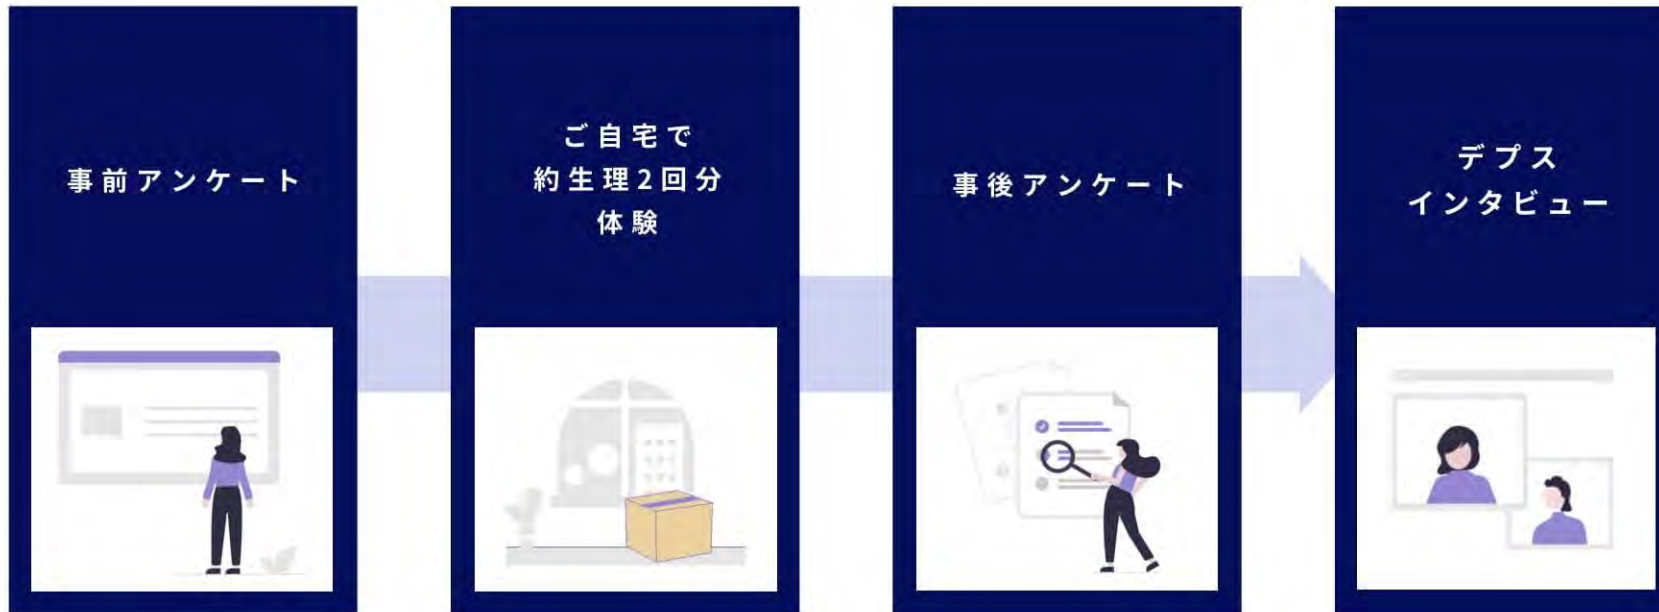 事前アンケート
ご自宅で
約生理2回分
体験
事後アンケート
デプス
インタビュー